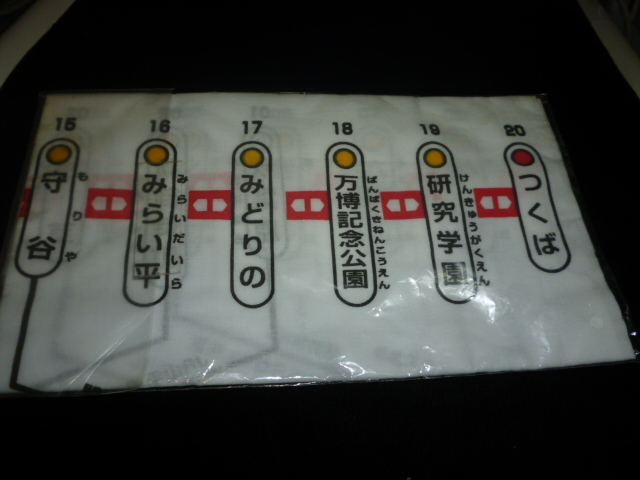 15
守谷
もりや
16
みらい平
みらいだいら
17
みどりの
18
万博記念公園
ばんぱくきねんこうえん
19
研究学園
けんきゅうがくえん
20
つくば